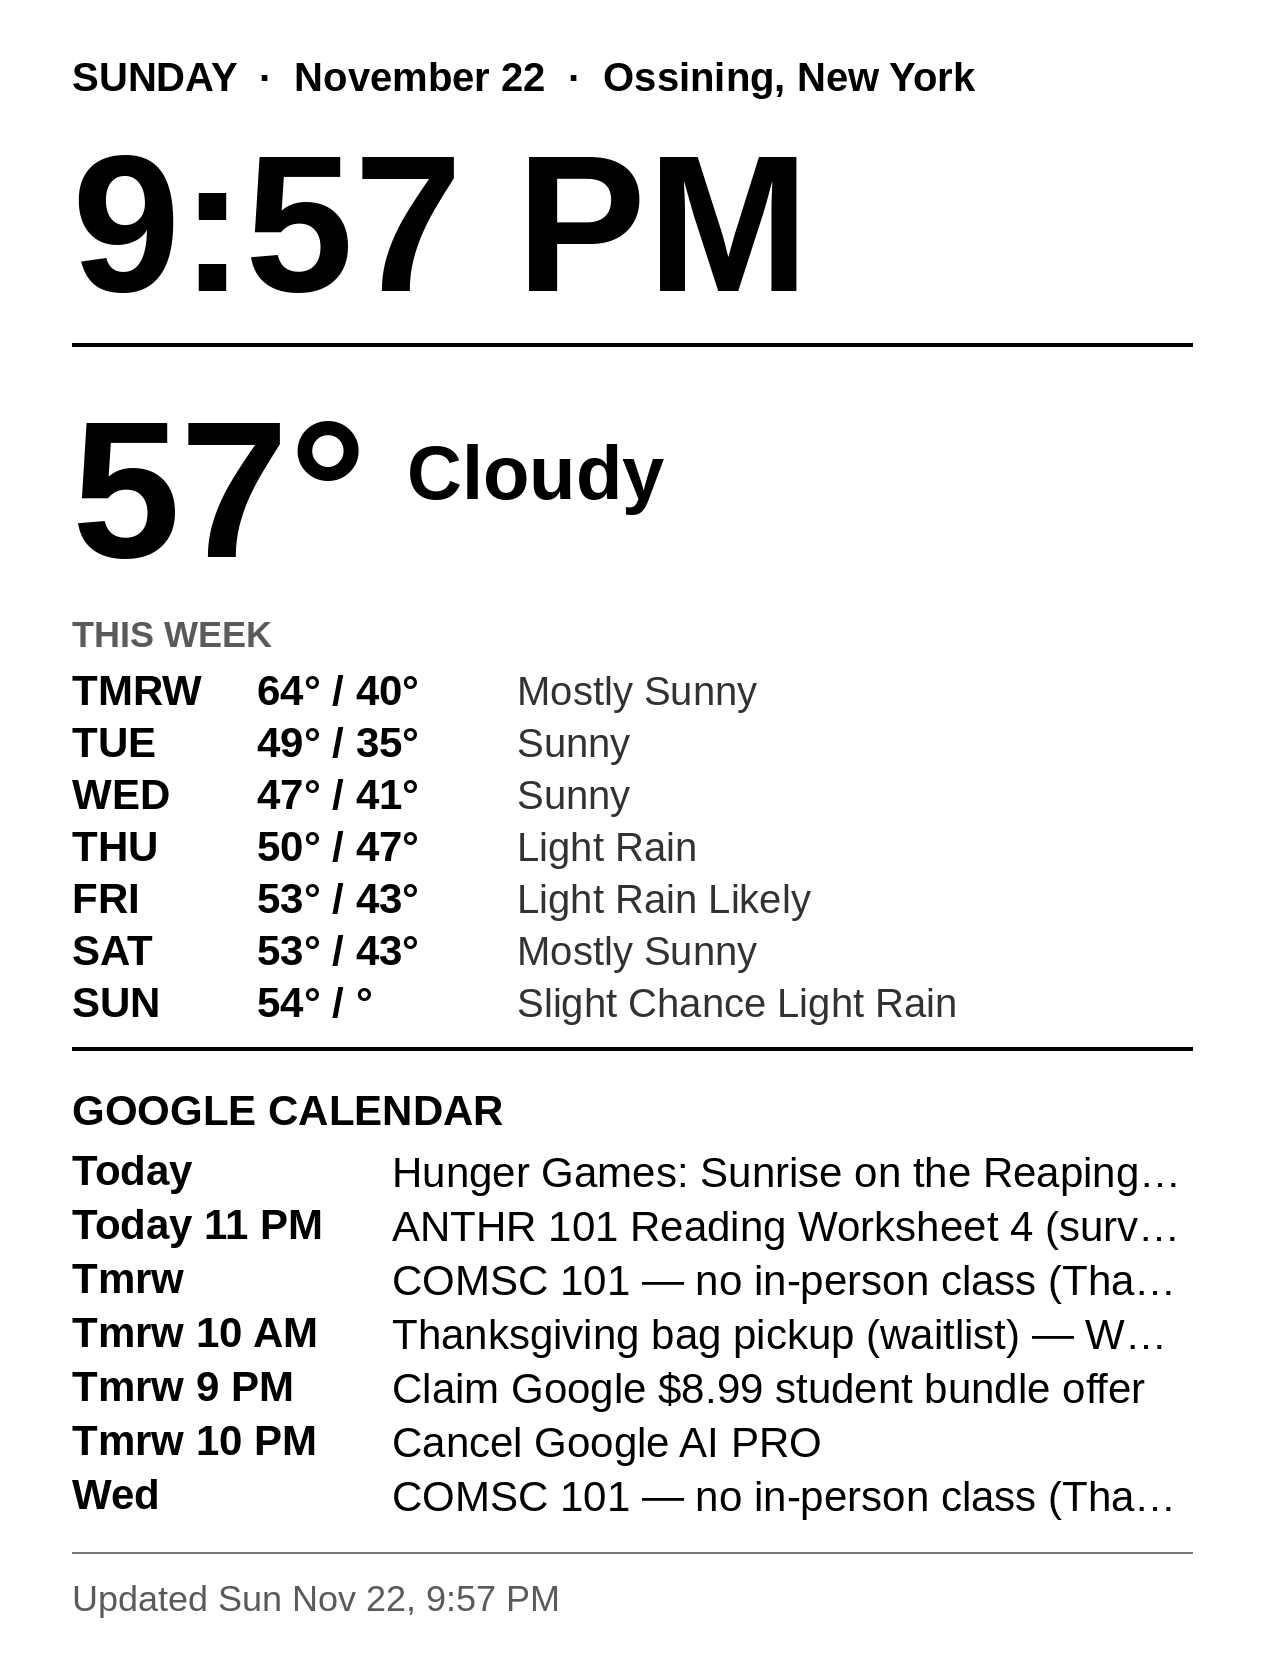 SUNDAY · November 22 · Ossining, New York
9:57 PM
57° Cloudy
THIS WEEK
TMRW 64° / 40° Mostly Sunny
TUE 49° / 35° Sunny
WED 47° / 41° Sunny
THU 50° / 47° Light Rain
FRI 53° / 43° Light Rain Likely
SAT 53° / 43° Mostly Sunny
SUN 54° / ° Slight Chance Light Rain
GOOGLE CALENDAR
Today Hunger Games: Sunrise on the Reaping…
Today 11 PM ANTHR 101 Reading Worksheet 4 (surv…
Tmrw COMSC 101 — no in-person class (Tha…
Tmrw 10 AM Thanksgiving bag pickup (waitlist) — W…
Tmrw 9 PM Claim Google $8.99 student bundle offer
Tmrw 10 PM Cancel Google AI PRO
Wed COMSC 101 — no in-person class (Tha…
Updated Sun Nov 22, 9:57 PM